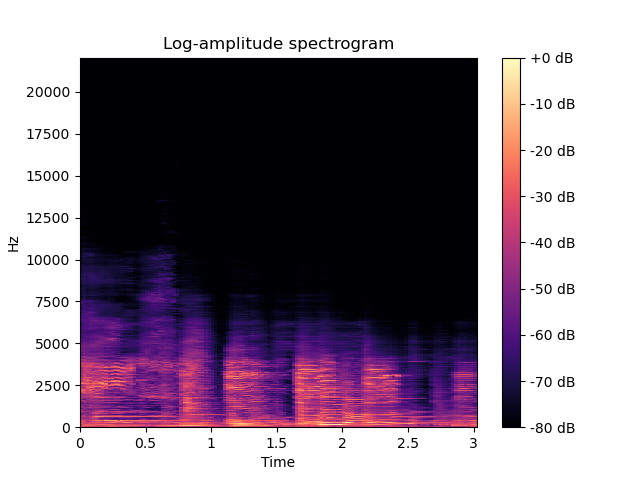 Log-amplitude spectrogram
+0 dB
20000
-10 dB
17500
-20 dB
15000
-30 dB
12500
Hz
-40 dB
10000
-50 dB
7500
-60 dB
5000
-70 dB
2500
0
-80 dB
0 0.5 1 1.5 2 2.5 3
Time